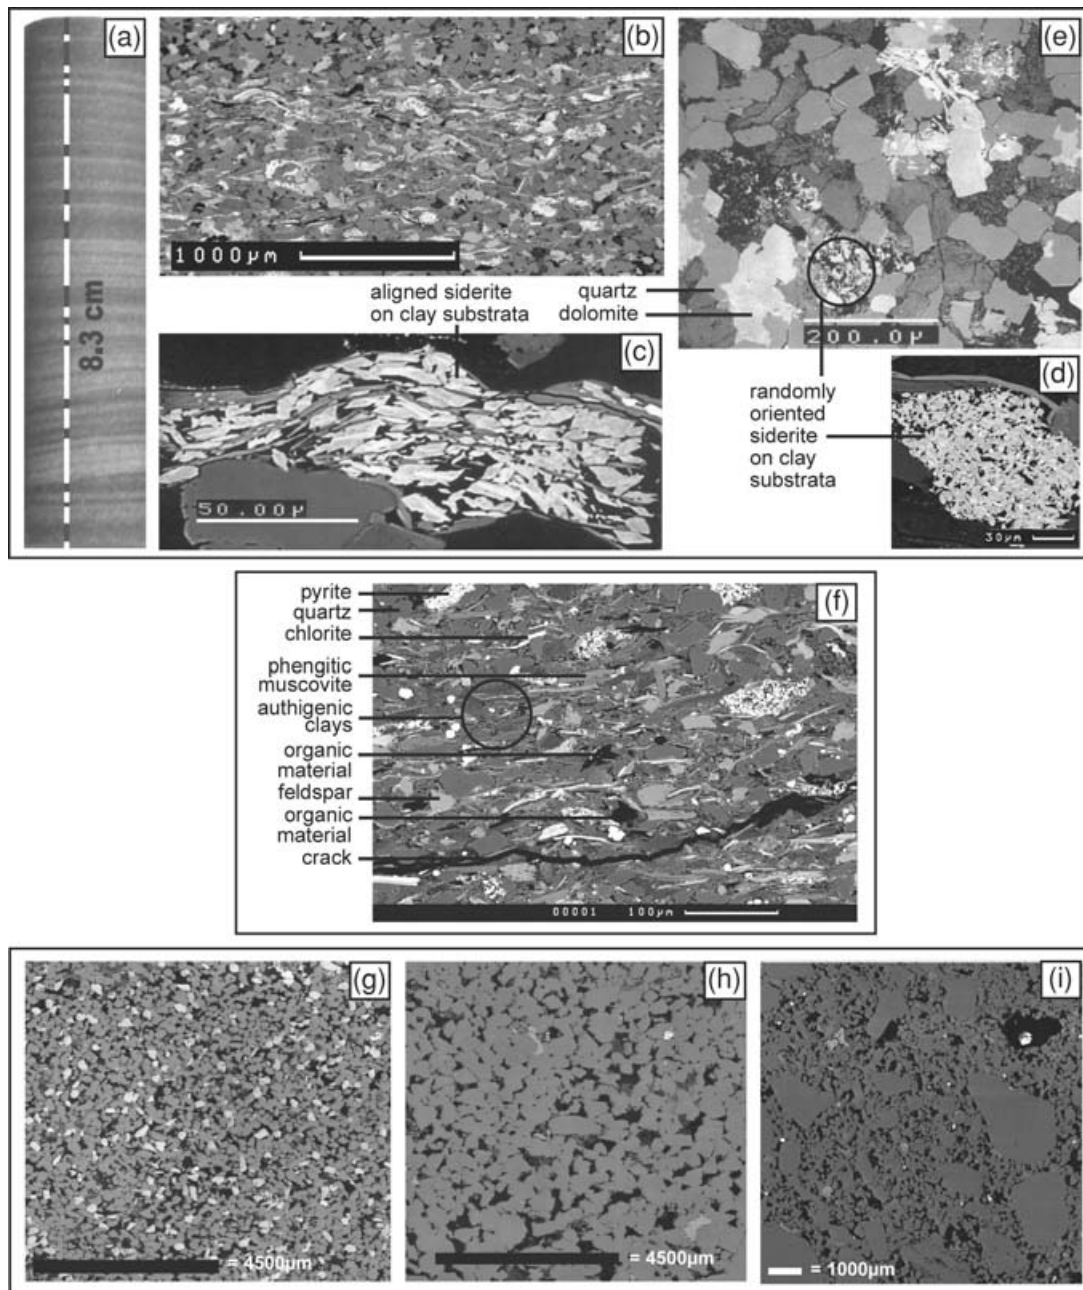 (a)
8.3 cm
(b)
1000µm
aligned siderite
on clay substrata
(c)
50.00µ
(e)
quartz
dolomite
200.0µ
randomly
oriented
siderite
on clay
substrata
(d)
30µm
(f)
pyrite
quartz
chlorite
phengitic
muscovite
authigenic
clays
organic
material
feldspar
organic
material
crack
00001 100µm
(g)
= 4500µm
(h)
= 4500µm
(i)
= 1000µm